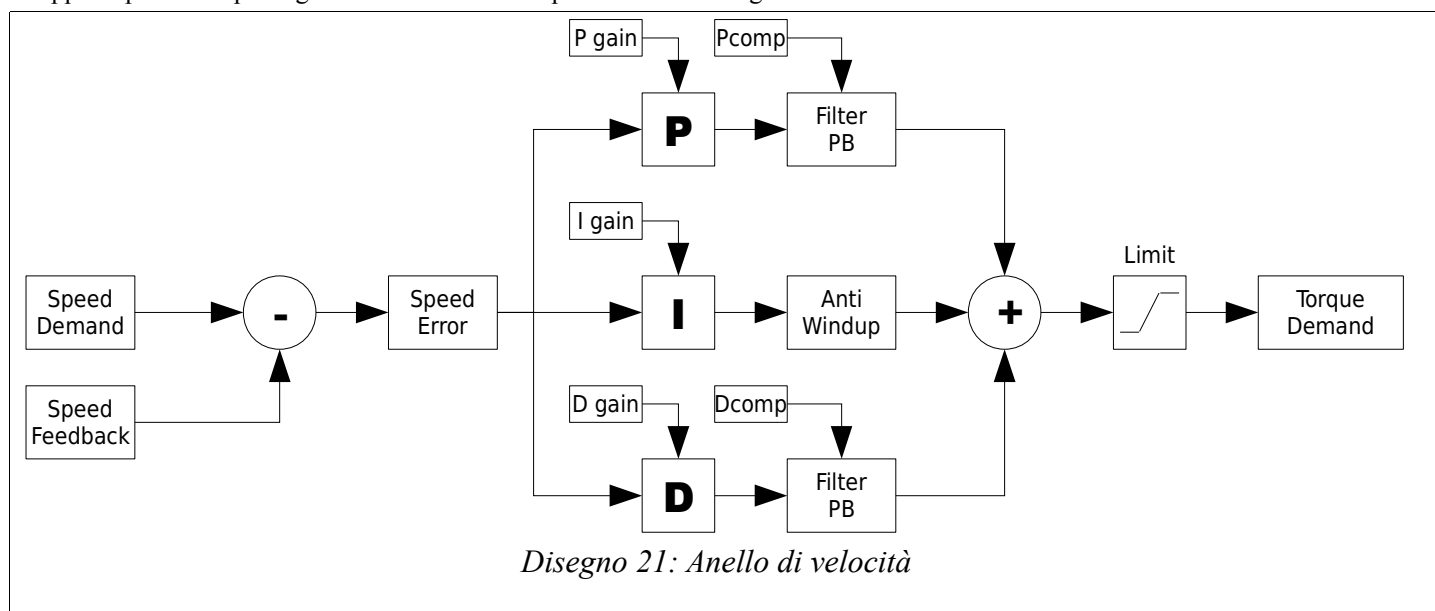 P gain
Pcomp
P
Filter
PB
I gain
Limit
Speed
Demand
-
Speed
Error
I
Anti
Windup
+
Torque
Demand
Speed
Feedback
D gain
Dcomp
D
Filter
PB
Disegno 21: Anello di velocità